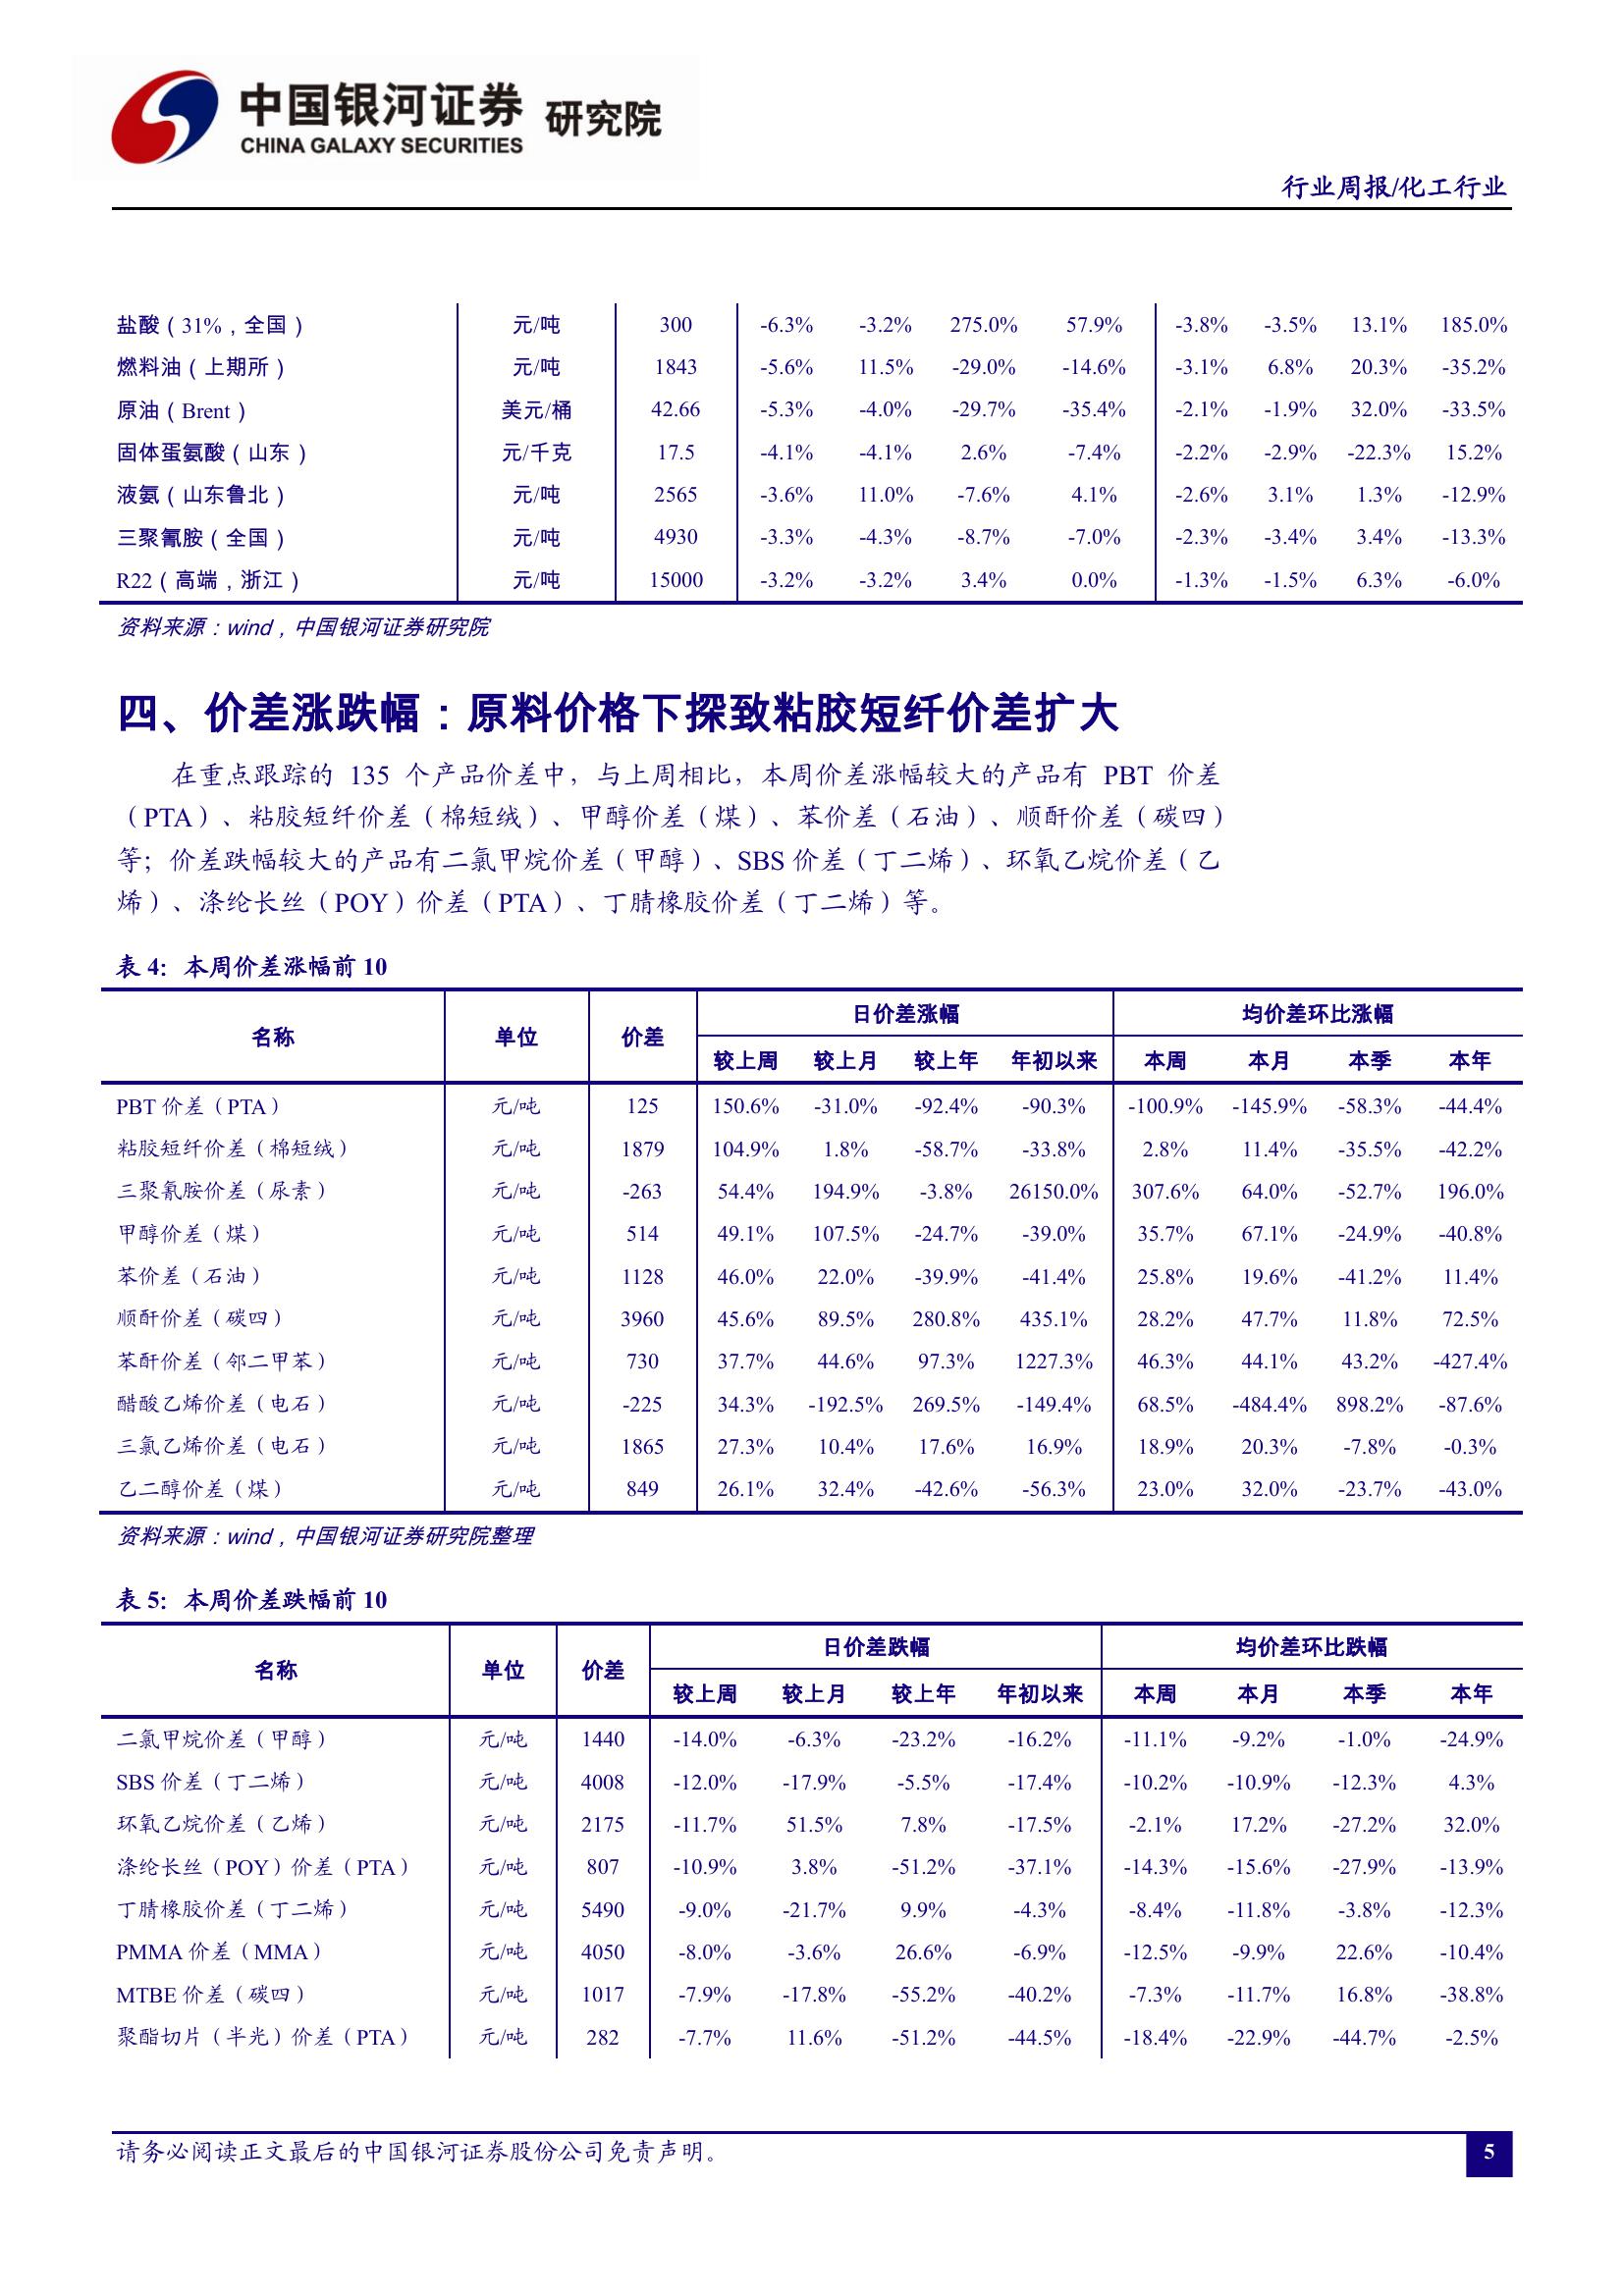 中国银河证券 研究院
CHINA GALAXY SECURITIES
行业周报/化工行业
盐酸（31%，全国） 元/吨 300 -6.3% -3.2% 275.0% 57.9% -3.8% -3.5% 13.1% 185.0%
燃料油（上期所） 元/吨 1843 -5.6% 11.5% -29.0% -14.6% -3.1% 6.8% 20.3% -35.2%
原油（Brent） 美元/桶 42.66 -5.3% -4.0% -29.7% -35.4% -2.1% -1.9% 32.0% -33.5%
固体蛋氨酸（山东） 元/千克 17.5 -4.1% -4.1% 2.6% -7.4% -2.2% -2.9% -22.3% 15.2%
液氨（山东鲁北） 元/吨 2565 -3.6% 11.0% -7.6% 4.1% -2.6% 3.1% 1.3% -12.9%
三聚氰胺（全国） 元/吨 4930 -3.3% -4.3% -8.7% -7.0% -2.3% -3.4% 3.4% -13.3%
R22（高端，浙江） 元/吨 15000 -3.2% -3.2% 3.4% 0.0% -1.3% -1.5% 6.3% -6.0%
资料来源：wind，中国银河证券研究院
四、价差涨跌幅：原料价格下探致粘胶短纤价差扩大
在重点跟踪的 135 个产品价差中，与上周相比，本周价差涨幅较大的产品有 PBT 价差
（PTA）、粘胶短纤价差（棉短绒）、甲醇价差（煤）、苯价差（石油）、顺酐价差（碳四）
等；价差跌幅较大的产品有二氯甲烷价差（甲醇）、SBS 价差（丁二烯）、环氧乙烷价差（乙
烯）、涤纶长丝（POY）价差（PTA）、丁腈橡胶价差（丁二烯）等。
表 4：本周价差涨幅前 10
名称 单位 价差 日价差涨幅 均价差环比涨幅
较上周 较上月 较上年 年初以来 本周 本月 本季 本年
PBT 价差（PTA） 元/吨 125 150.6% -31.0% -92.4% -90.3% -100.9% -145.9% -58.3% -44.4%
粘胶短纤价差（棉短绒） 元/吨 1879 104.9% 1.8% -58.7% -33.8% 2.8% 11.4% -35.5% -42.2%
三聚氰胺价差（尿素） 元/吨 -263 54.4% 194.9% -3.8% 26150.0% 307.6% 64.0% -52.7% 196.0%
甲醇价差（煤） 元/吨 514 49.1% 107.5% -24.7% -39.0% 35.7% 67.1% -24.9% -40.8%
苯价差（石油） 元/吨 1128 46.0% 22.0% -39.9% -41.4% 25.8% 19.6% -41.2% 11.4%
顺酐价差（碳四） 元/吨 3960 45.6% 89.5% 280.8% 435.1% 28.2% 47.7% 11.8% 72.5%
苯酐价差（邻二甲苯） 元/吨 730 37.7% 44.6% 97.3% 1227.3% 46.3% 44.1% 43.2% -427.4%
醋酸乙烯价差（电石） 元/吨 -225 34.3% -192.5% 269.5% -149.4% 68.5% -484.4% 898.2% -87.6%
三氯乙烯价差（电石） 元/吨 1865 27.3% 10.4% 17.6% 16.9% 18.9% 20.3% -7.8% -0.3%
乙二醇价差（煤） 元/吨 849 26.1% 32.4% -42.6% -56.3% 23.0% 32.0% -23.7% -43.0%
资料来源：wind，中国银河证券研究院整理
表 5：本周价差跌幅前 10
名称 单位 价差 日价差跌幅 均价差环比跌幅
较上周 较上月 较上年 年初以来 本周 本月 本季 本年
二氯甲烷价差（甲醇） 元/吨 1440 -14.0% -6.3% -23.2% -16.2% -11.1% -9.2% -1.0% -24.9%
SBS 价差（丁二烯） 元/吨 4008 -12.0% -17.9% -5.5% -17.4% -10.2% -10.9% -12.3% 4.3%
环氧乙烷价差（乙烯） 元/吨 2175 -11.7% 51.5% 7.8% -17.5% -2.1% 17.2% -27.2% 32.0%
涤纶长丝（POY）价差（PTA） 元/吨 807 -10.9% 3.8% -51.2% -37.1% -14.3% -15.6% -27.9% -13.9%
丁腈橡胶价差（丁二烯） 元/吨 5490 -9.0% -21.7% 9.9% -4.3% -8.4% -11.8% -3.8% -12.3%
PMMA 价差（MMA） 元/吨 4050 -8.0% -3.6% 26.6% -6.9% -12.5% -9.9% 22.6% -10.4%
MTBE 价差（碳四） 元/吨 1017 -7.9% -17.8% -55.2% -40.2% -7.3% -11.7% 16.8% -38.8%
聚酯切片（半光）价差（PTA） 元/吨 282 -7.7% 11.6% -51.2% -44.5% -18.4% -22.9% -44.7% -2.5%
请务必阅读正文最后的中国银河证券股份公司免责声明。
5